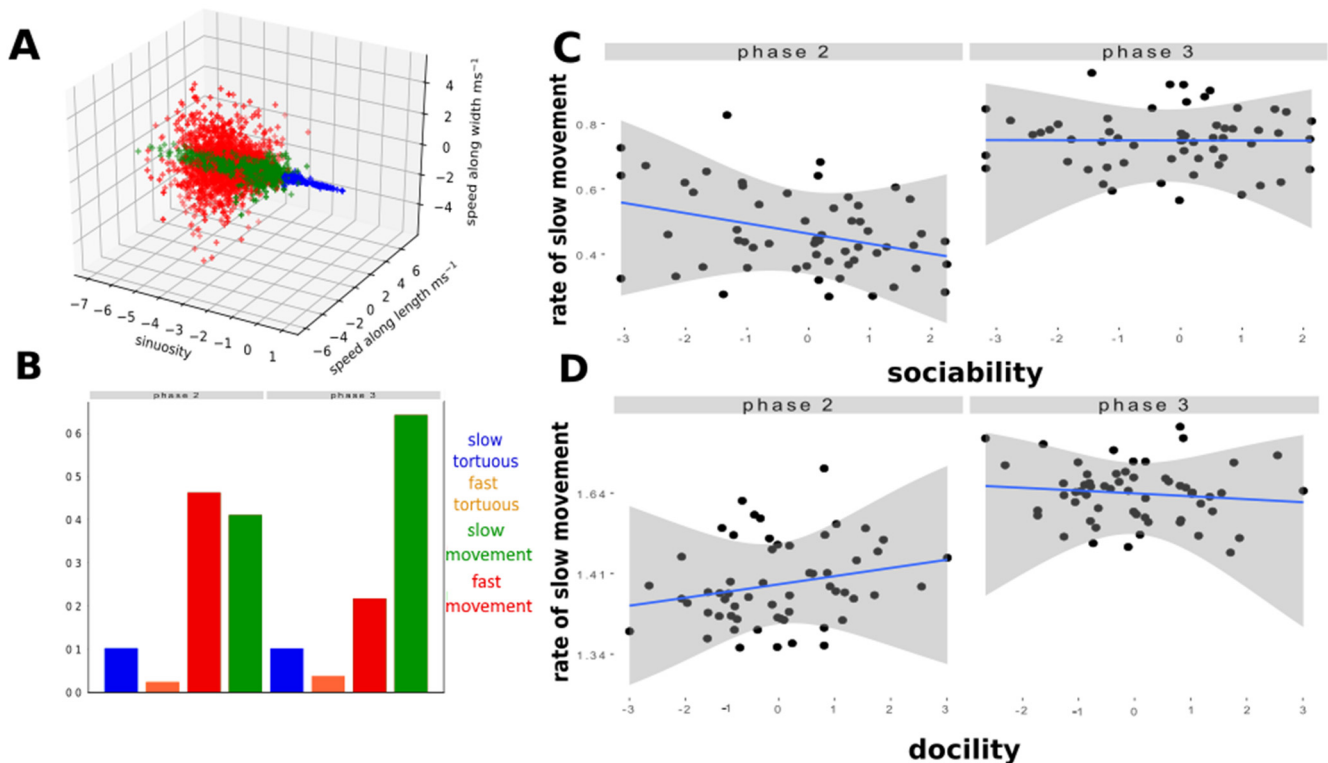 A
4
2
0
−2
−4
speed along width ms⁻¹
−7 −6 −5 −4 −3 −2 −1 0 1
sinuosity
−6 −4 −2 0 2 4 6
speed along length ms⁻¹
B
phase 2 phase 3
0 6
0 5
0 4
0 3
0 2
0 1
0 0
slow
tortuous
fast
tortuous
slow
movement
fast
movement
C
phase 2 phase 3
rate of slow movement
0.8
0.6
0.4
-3 -2 -1 0 1 2 -3 -2 -1 0 1 2
sociability
D
phase 2 phase 3
rate of slow movement
1.64
1.41
1.34
-3 -2 -1 0 1 2 3 -2 -1 0 1 2 3
docility